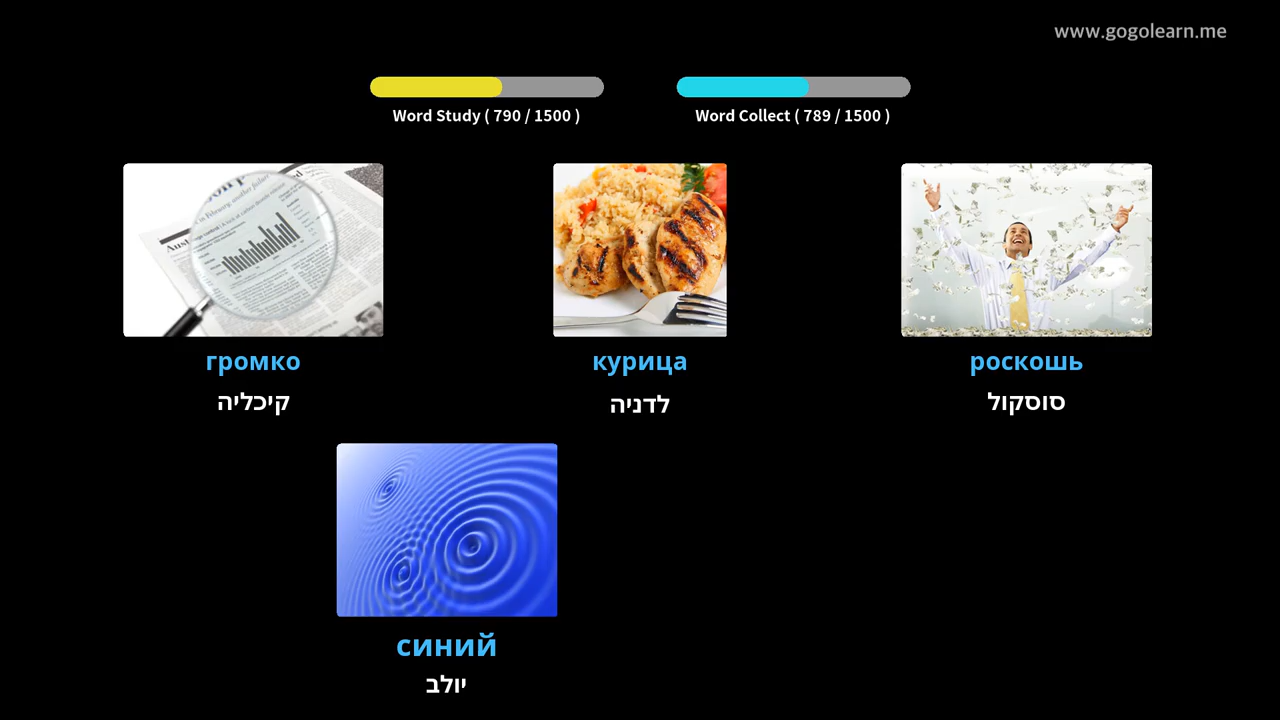 www.gogolearn.me
Word Study ( 790 / 1500 )
Word Collect ( 789 / 1500 )
громко
קיכליה
курица
לדניה
роскошь
סוסקול
синий
יולב